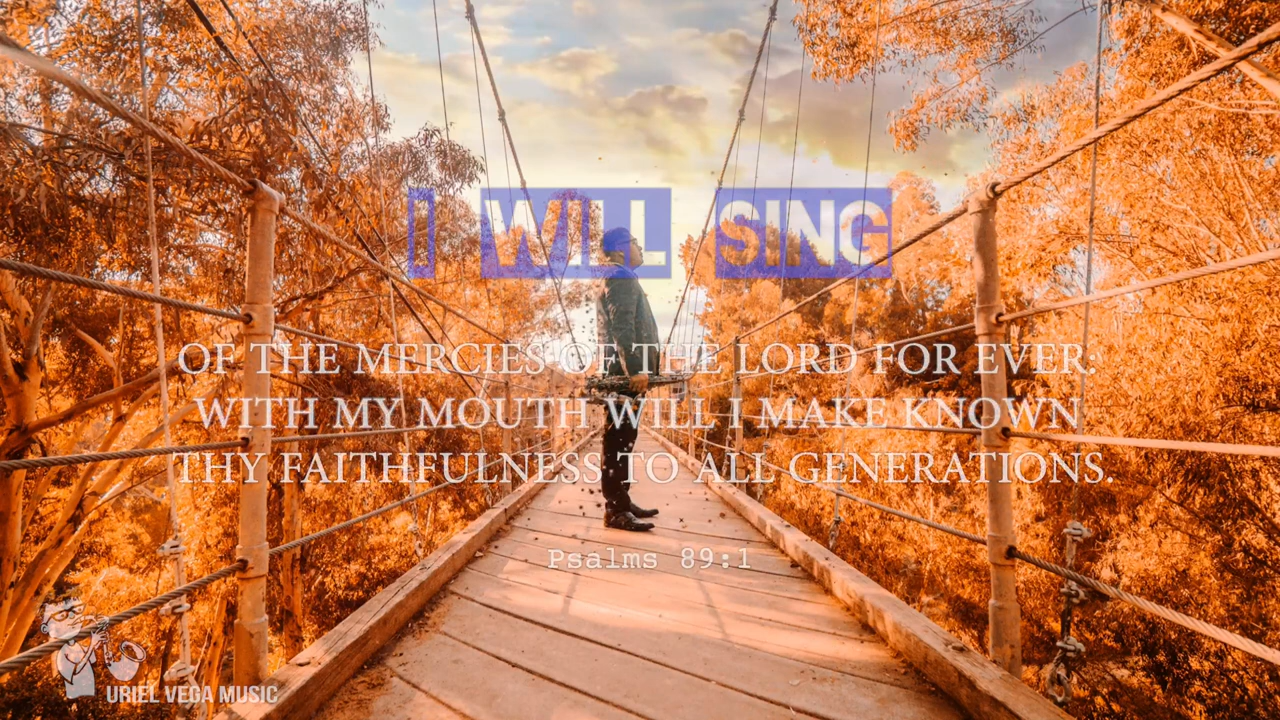 I WILL SING
OF THE MERCIES OF THE LORD FOR EVER:
WITH MY MOUTH WILL I MAKE KNOWN
THY FAITHFULNESS TO ALL GENERATIONS.
Psalms 89:1
URIEL VEGA MUSIC